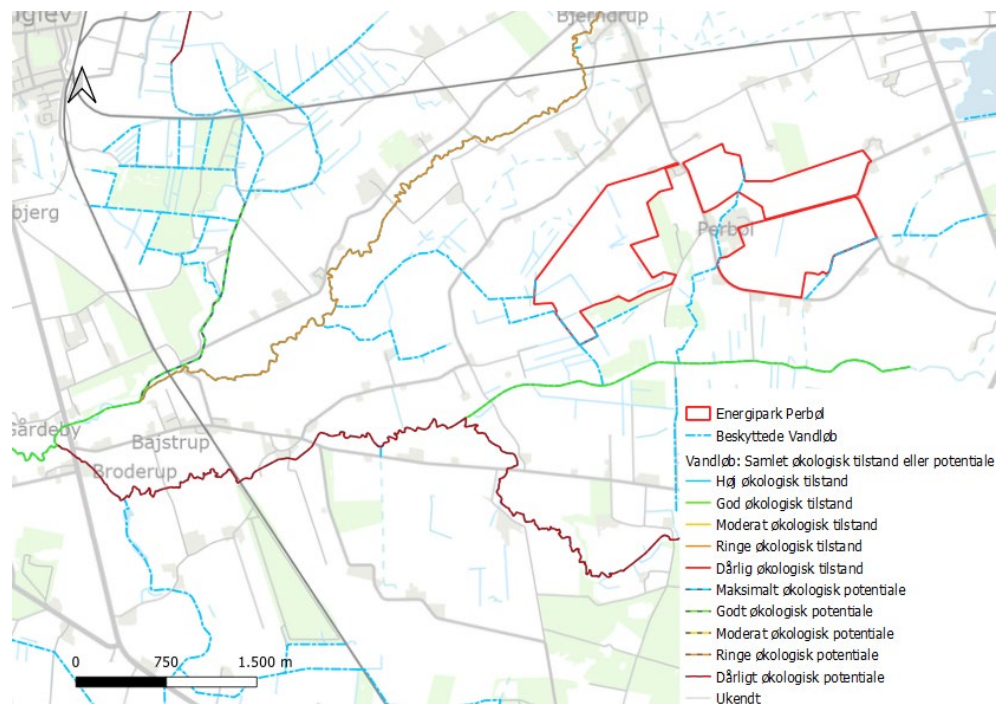 nglev
Bjerndrup
bjerg
Perbøl
Gårdeby
Bajstrup
Broderup
0 750 1.500 m
Energipark Perbøl
Beskyttede Vandløb
Vandløb: Samlet økologisk tilstand eller potentiale
Høj økologisk tilstand
God økologisk tilstand
Moderat økologisk tilstand
Ringe økologisk tilstand
Dårlig økologisk tilstand
Maksimalt økologisk potentiale
Godt økologisk potentiale
Moderat økologisk potentiale
Ringe økologisk potentiale
Dårligt økologisk potentiale
Ukendt